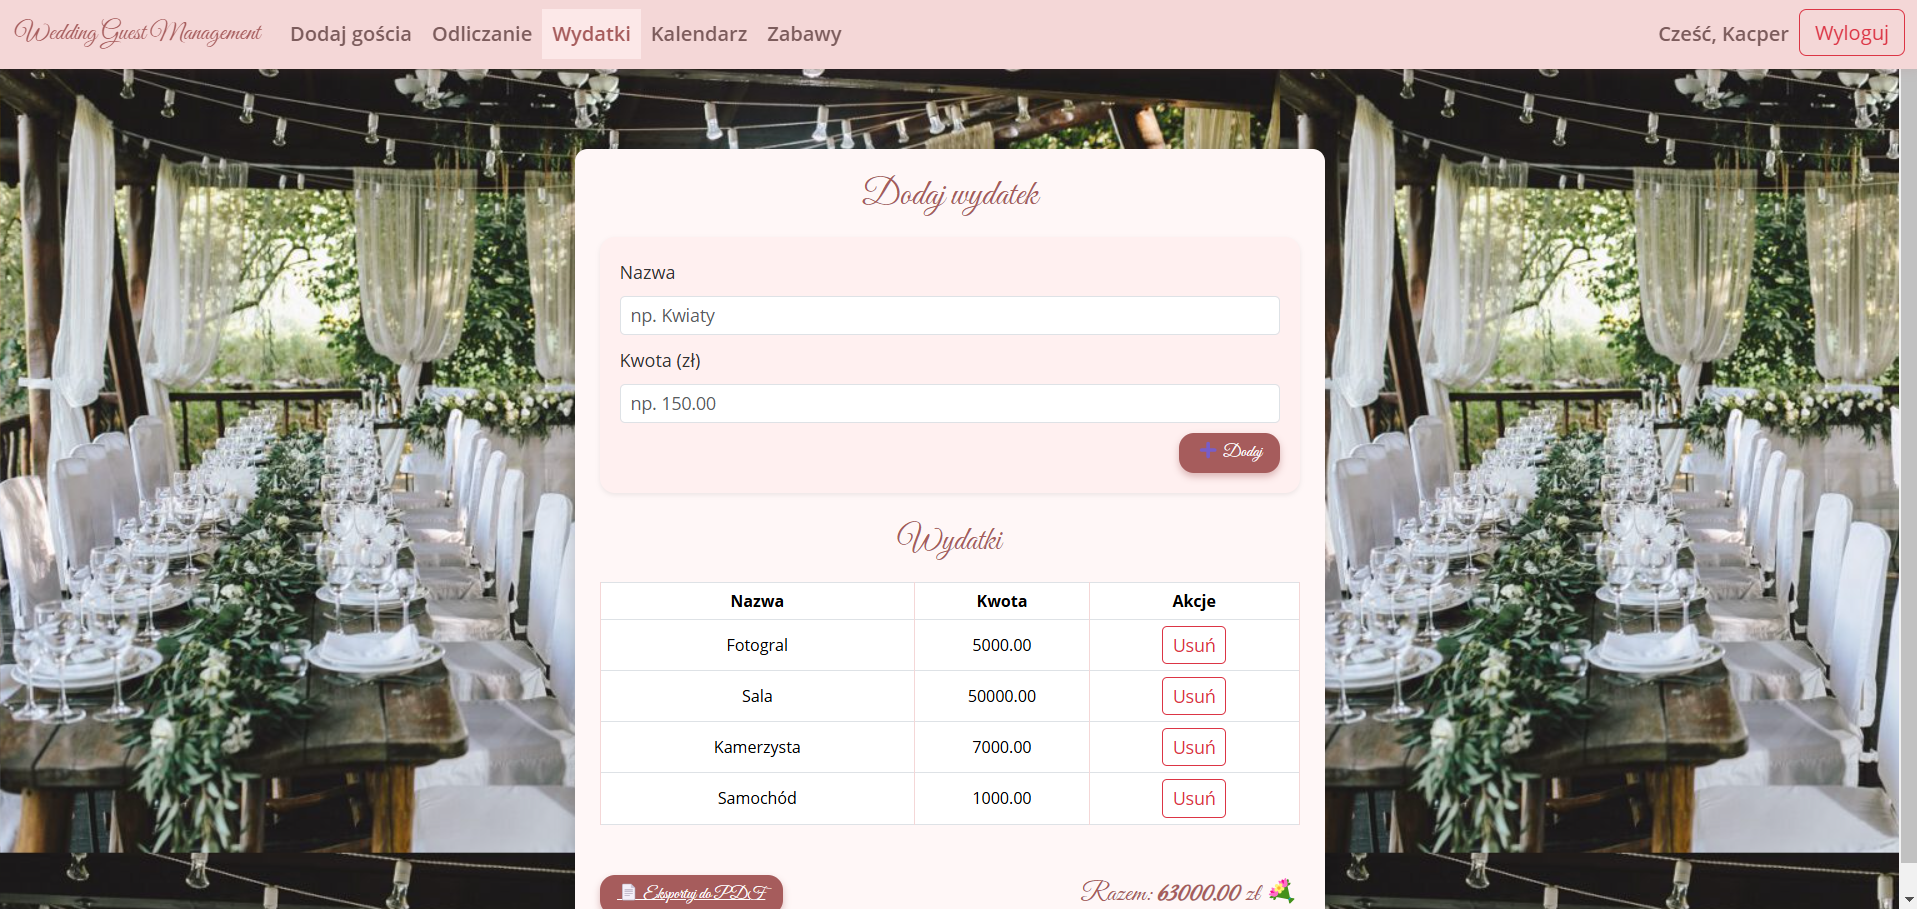 Wedding Guest Management Dodaj gościa Odliczanie Wydatki Kalendarz Zabawy Cześć, Kacper Wyloguj
Dodaj wydatek
Nazwa
np. Kwiaty
Kwota (zł)
np. 150.00
Dodaj
Wydatki
Nazwa Kwota Akcje
Fotogral 5000.00 Usuń
Sala 50000.00 Usuń
Kamerzysta 7000.00 Usuń
Samochód 1000.00 Usuń
Eksportuj do PDF Razem: 63000.00 zł